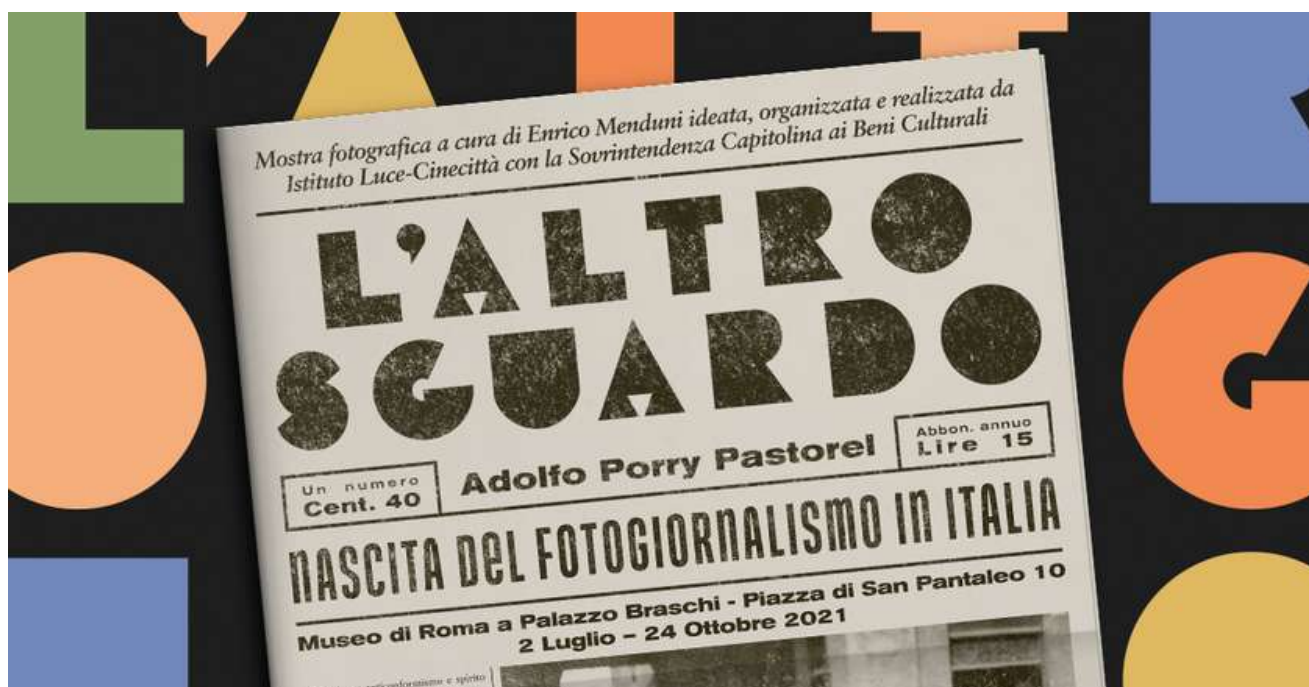 Mostra fotografica a cura di Enrico Menduni ideata, organizzata e realizzata da
Istituto Luce-Cinecittà con la Sovrintendenza Capitolina ai Beni Culturali
L'ALTRO
SGUARDO
Un numero
Cent. 40
Adolfo Porry Pastorel
Abbon. annuo
Lire 15
NASCITA DEL FOTOGIORNALISMO IN ITALIA
Museo di Roma a Palazzo Braschi - Piazza di San Pantaleo 10
2 Luglio – 24 Ottobre 2021
e spirito